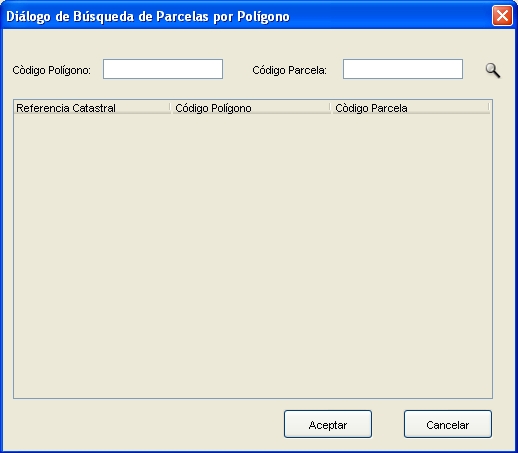 Diálogo de Búsqueda de Parcelas por Polígono
Còdigo Polígono: Código Parcela:
Referencia Catastral Código Polígono Còdigo Parcela
Aceptar Cancelar